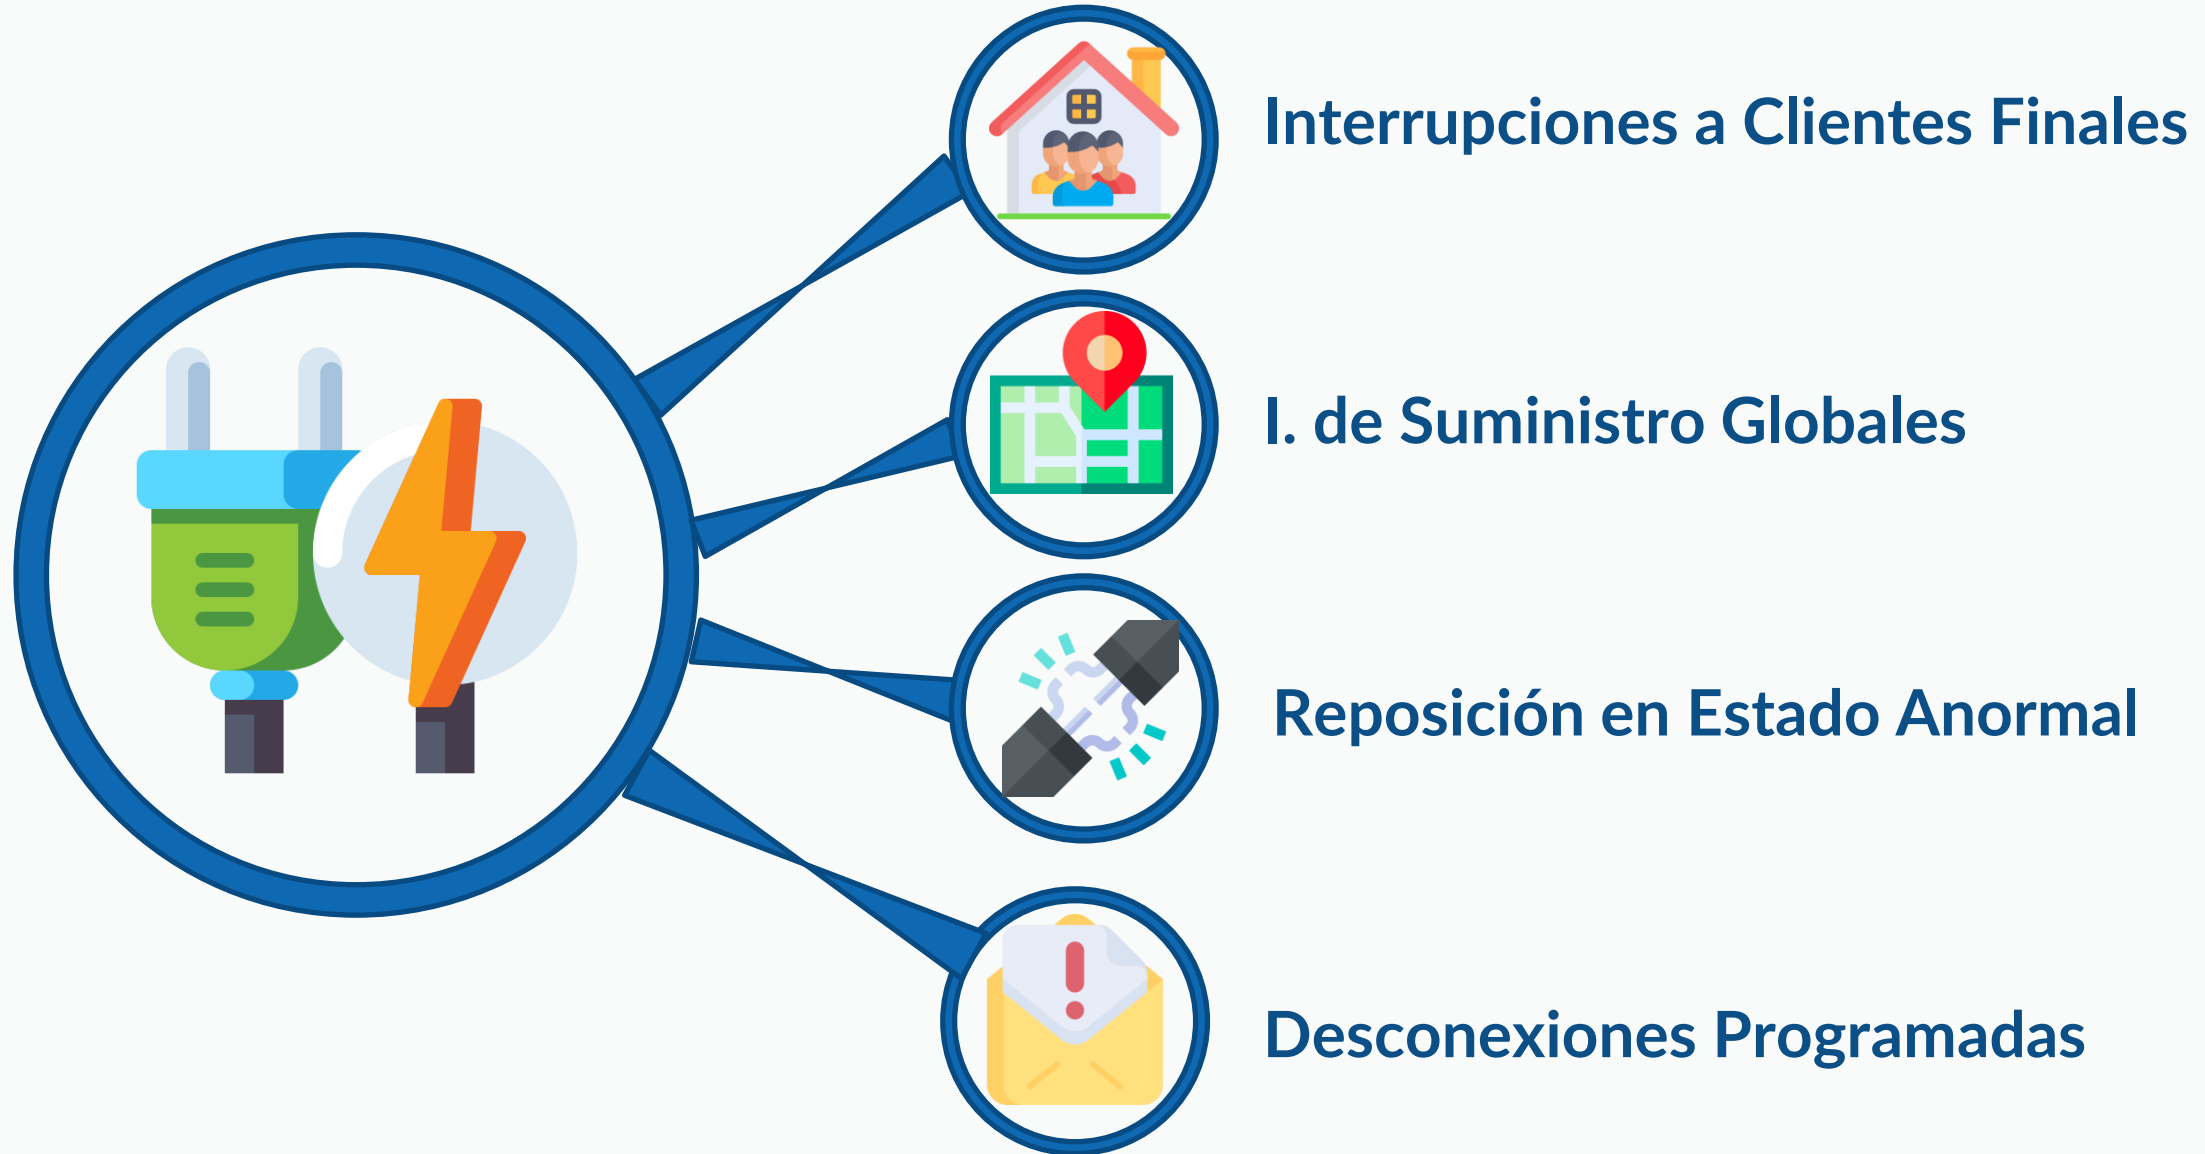 Interrupciones a Clientes Finales
I. de Suministro Globales
Reposición en Estado Anormal
Desconexiones Programadas